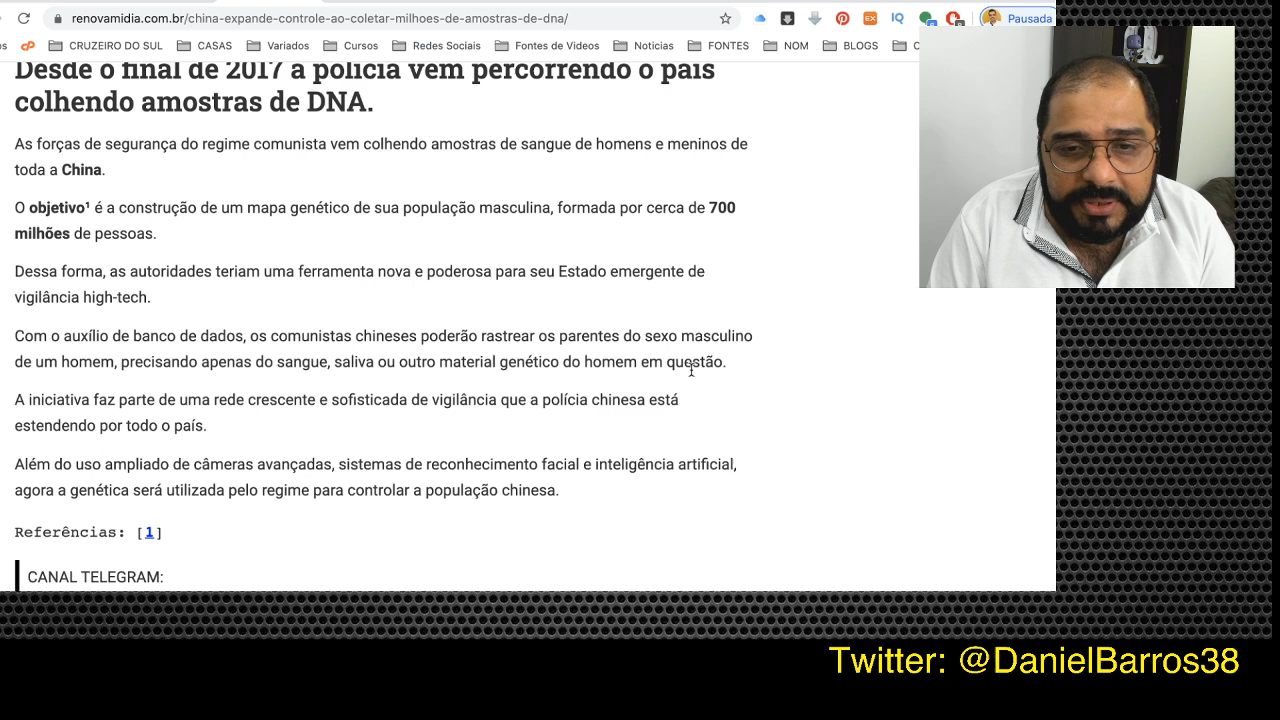 renovamidia.com.br/china-expande-controle-ao-coletar-milhoes-de-amostras-de-dna/
EX IQ Pausada
os CRUZEIRO DO SUL CASAS Variados Cursos Redes Sociais Fontes de Videos Noticias FONTES NOM BLOGS C
Desde o final de 2017 a polícia vem percorrendo o país
colhendo amostras de DNA.
As forças de segurança do regime comunista vem colhendo amostras de sangue de homens e meninos de
toda a China.
O objetivo¹ é a construção de um mapa genético de sua população masculina, formada por cerca de 700
milhões de pessoas.
Dessa forma, as autoridades teriam uma ferramenta nova e poderosa para seu Estado emergente de
vigilância high-tech.
Com o auxílio de banco de dados, os comunistas chineses poderão rastrear os parentes do sexo masculino
de um homem, precisando apenas do sangue, saliva ou outro material genético do homem em questão.
A iniciativa faz parte de uma rede crescente e sofisticada de vigilância que a polícia chinesa está
estendendo por todo o país.
Além do uso ampliado de câmeras avançadas, sistemas de reconhecimento facial e inteligência artificial,
agora a genética será utilizada pelo regime para controlar a população chinesa.
Referências: [1]
CANAL TELEGRAM:
Twitter: @DanielBarros38